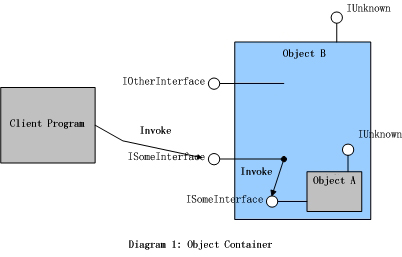 IUnknown
Object B
IOtherInterface
Client Program
Invoke
IUnknown
ISomeInterface
Invoke
Object A
ISomeInterface
Diagram 1: Object Container